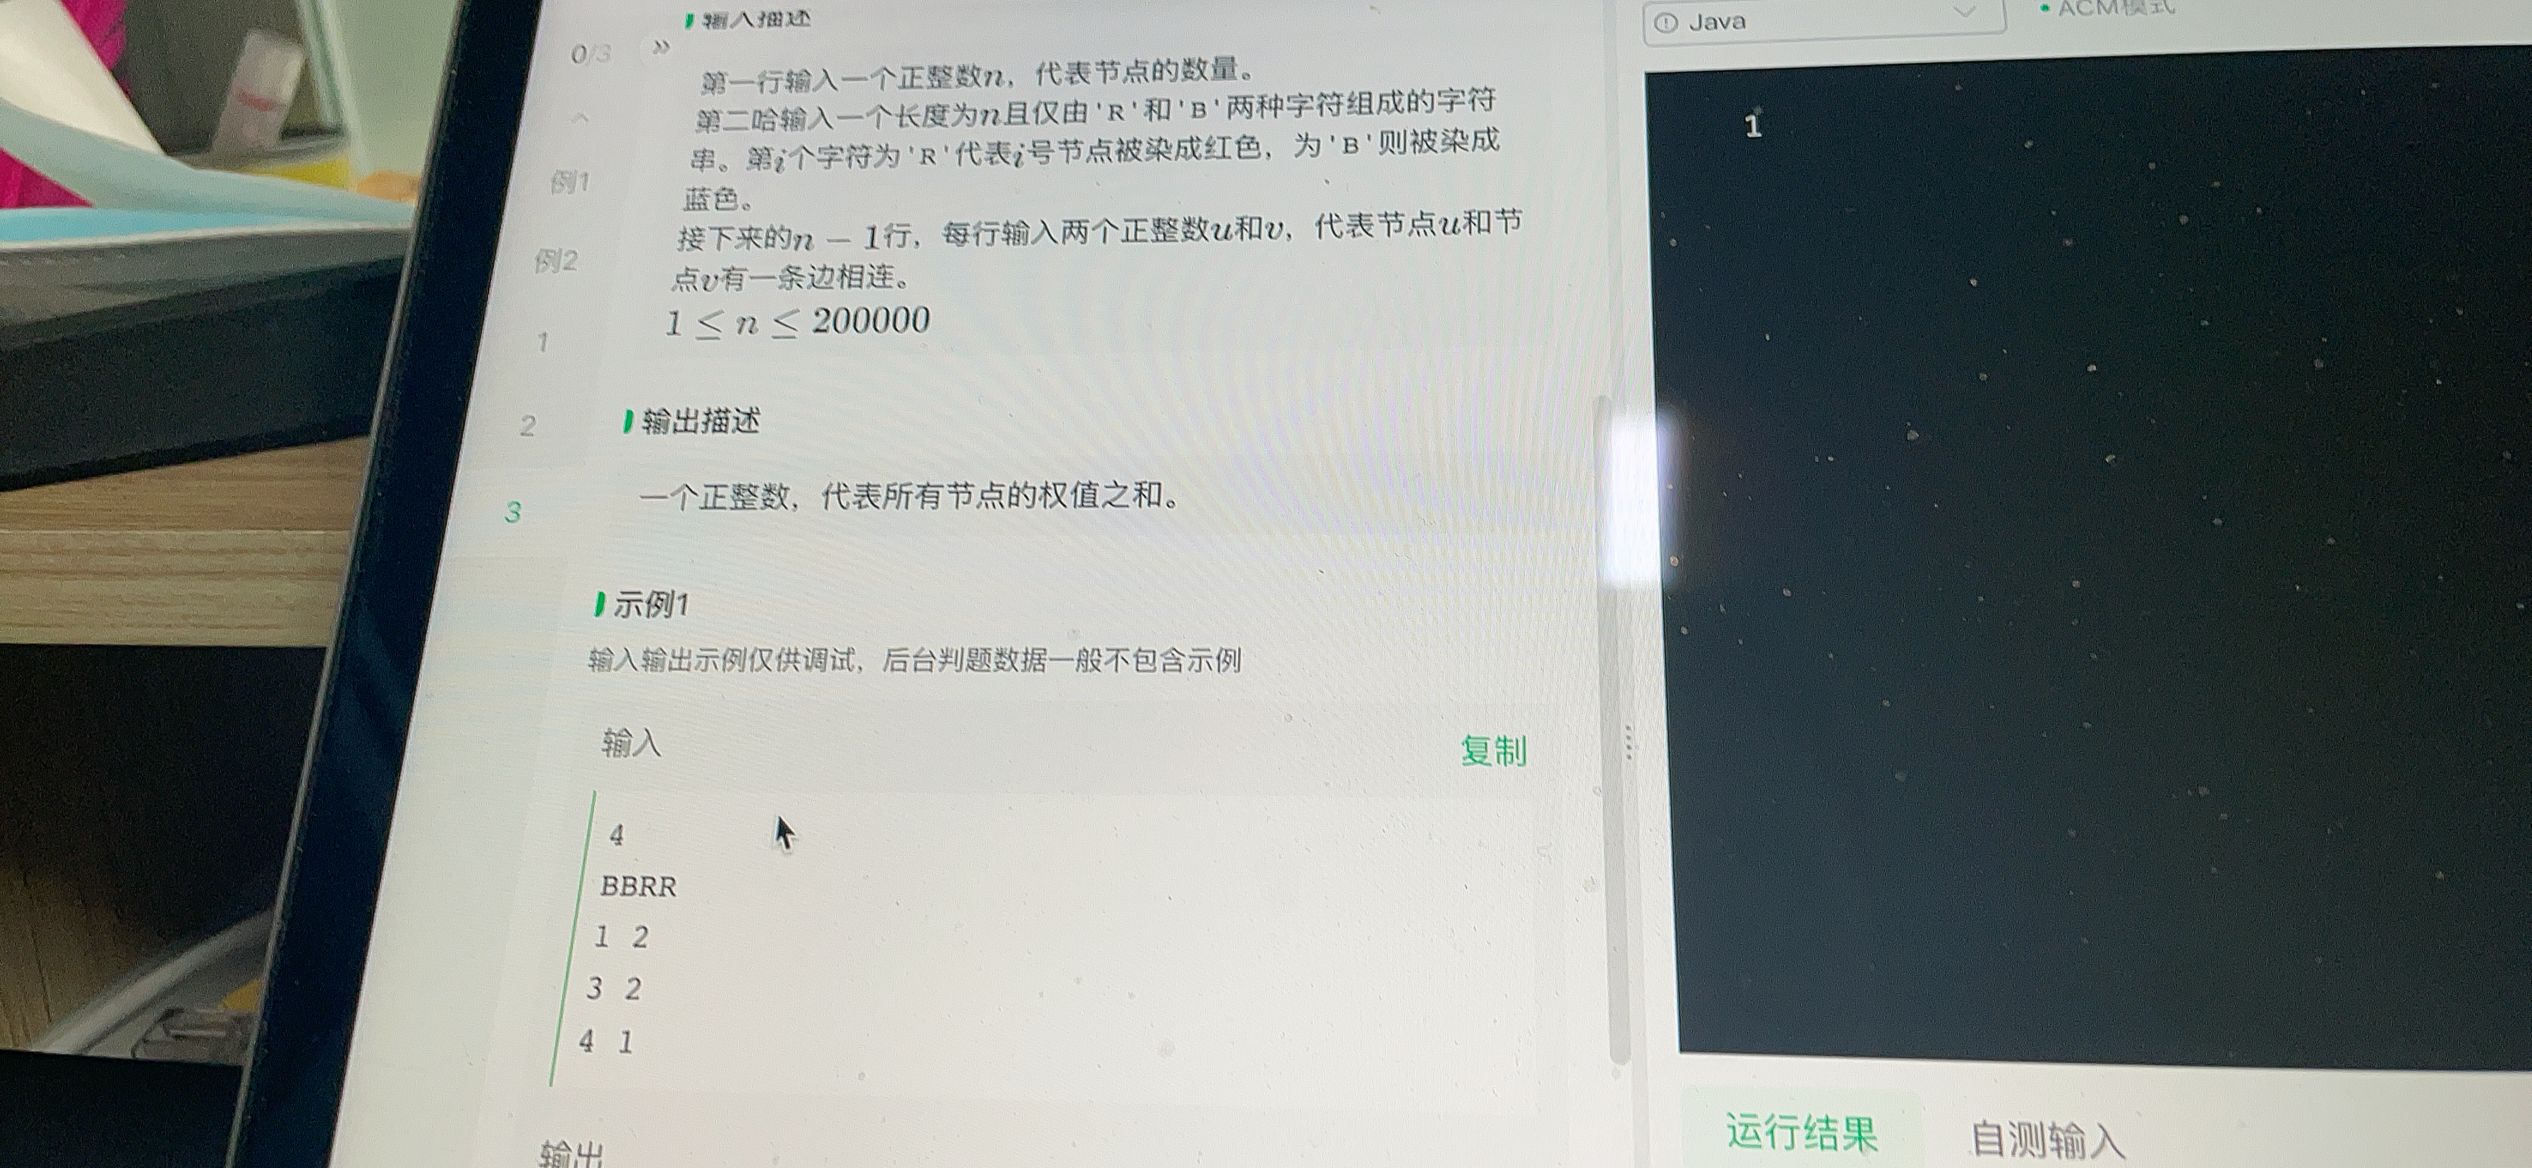 输入描述
0/3 »
第一行输入一个正整数n，代表节点的数量。
第二哈输入一个长度为n且仅由'R'和'B'两种字符组成的字符
串。第i个字符为'R'代表i号节点被染成红色，为'B'则被染成
蓝色。
接下来的n − 1行，每行输入两个正整数u和v，代表节点u和节
点v有一条边相连。
1 ≤ n ≤ 200000
例1
例2
1
2
3
输出描述
一个正整数，代表所有节点的权值之和。
示例1
输入输出示例仅供调试，后台判题数据一般不包含示例
输入
复制
4
BBRR
1 2
3 2
4 1
输出
Java
ACM模式
1
运行结果
自测输入